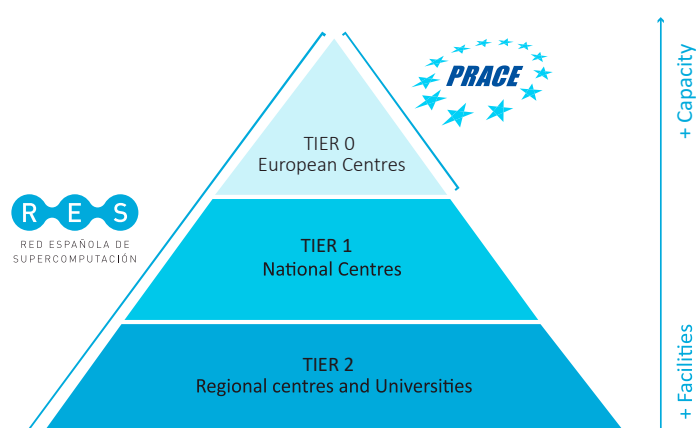 PRACE
+ Capacity
TIER 0
European Centres
R E S
RED ESPAÑOLA DE
SUPERCOMPUTACIÓN
TIER 1
National Centres
TIER 2
Regional centres and Universities
+ Facilities